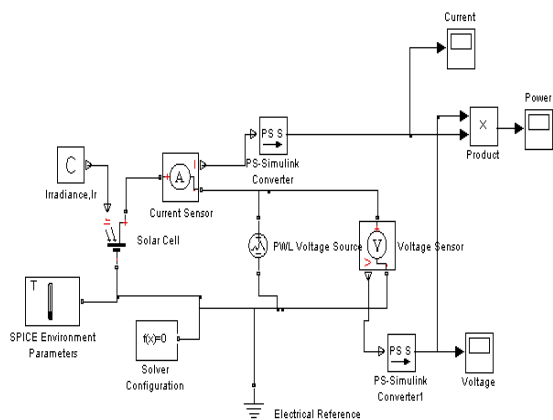 Current
Power
PS S
PS-Simulink
Converter
×
Product
C
Irradiance,Ir
I
A
Current Sensor
Ir
Solar Cell
PWL Voltage Source
V
V
Voltage Sensor
T
SPICE Environment
Parameters
f(x)=0
Solver
Configuration
PS S
PS-Simulink
Converter1
Voltage
Electrical Reference